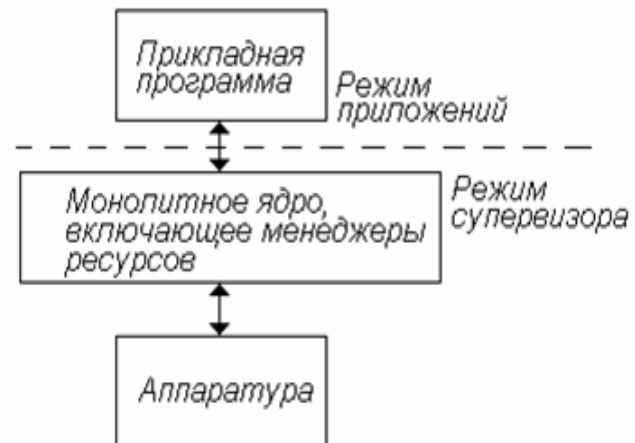 Прикладная
программа
Режим
приложений
Монолитное ядро,
включающее менеджеры
ресурсов
Режим
супервизора
Аппаратура